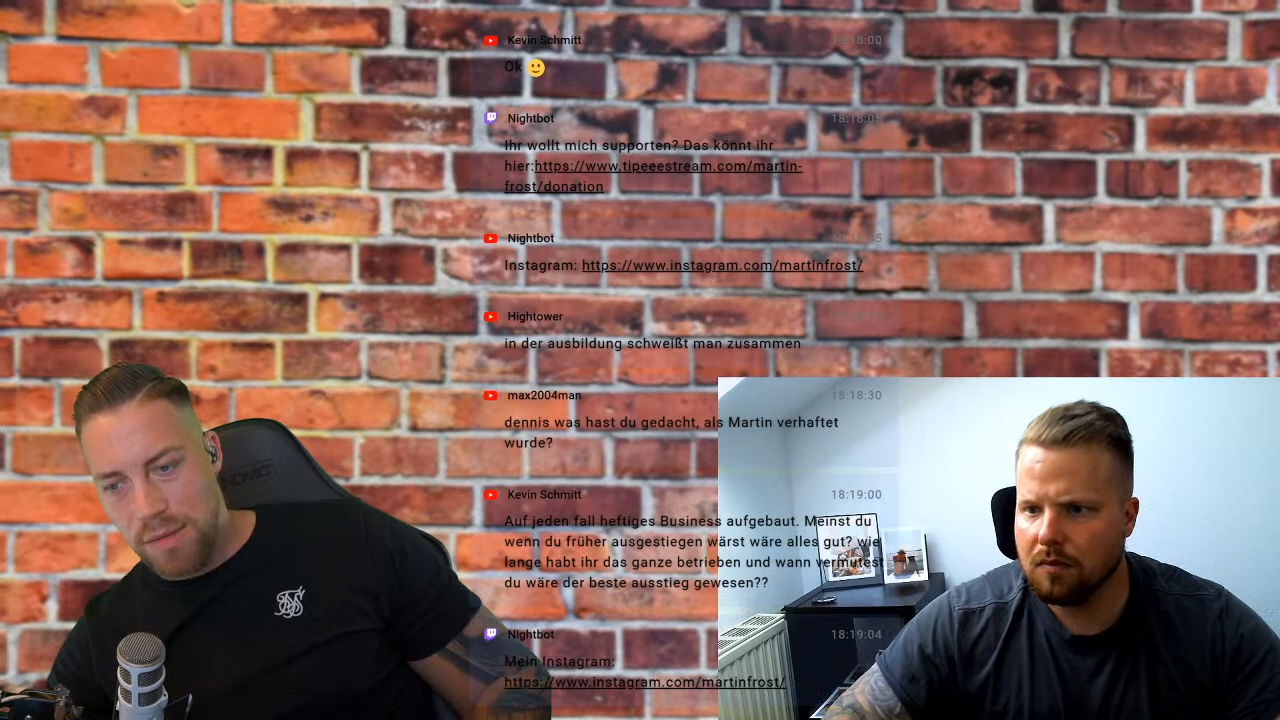 Kevin Schmitt 18:18:00
Ok
Nightbot 18:18:05
Ihr wollt mich supporten? Das könnt ihr
hier:https://www.tipeeestream.com/martin-
frost/donation
Nightbot
Instagram: https://www.instagram.com/martinfrost/
Hightower
in der ausbildung schweißt man zusammen
max2004man 18:18:30
dennis was hast du gedacht, als Martin verhaftet
wurde?
Kevin Schmitt 18:19:00
Auf jeden fall heftiges Business aufgebaut. Meinst du
wenn du früher ausgestiegen wärst wäre alles gut? wie
lange habt ihr das ganze betrieben und wann vermutest
du wäre der beste ausstieg gewesen??
Nightbot 18:19:04
Mein Instagram:
https://www.instagram.com/martinfrost/